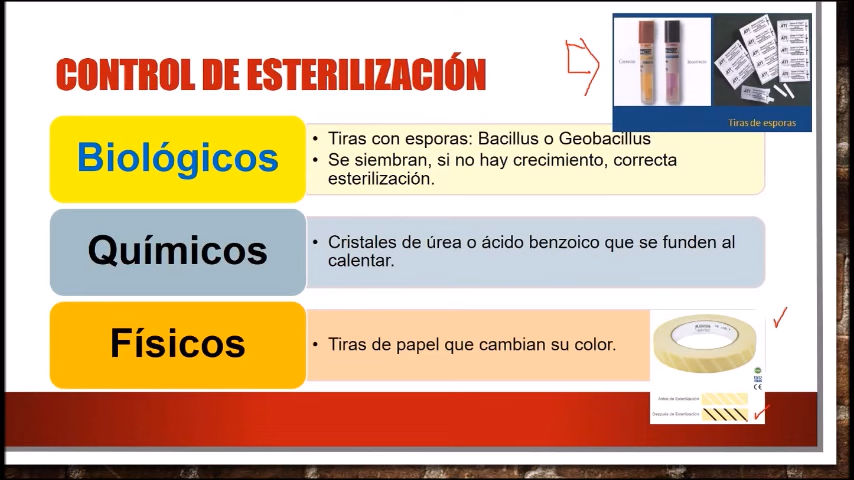 CONTROL DE ESTERILIZACIÓN
Tiras de esporas
Biológicos
• Tiras con esporas: Bacillus o Geobacillus
• Se siembran, si no hay crecimiento, correcta
esterilización.
Químicos
• Cristales de úrea o ácido benzoico que se funden al
calentar.
Físicos
• Tiras de papel que cambian su color.
Antes de Esterilización
Después de Esterilización